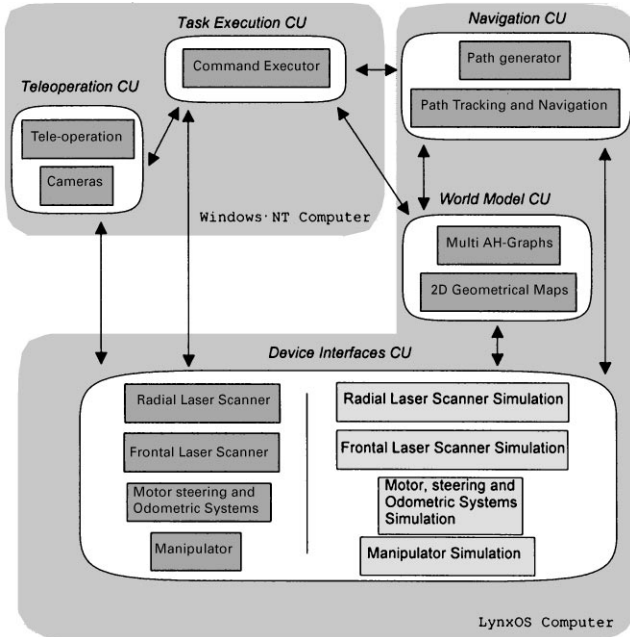 Task Execution CU
Command Executor
Navigation CU
Path generator
Path Tracking and Navigation
Teleoperation CU
Tele-operation
Cameras
Windows·NT Computer
World Model CU
Multi AH-Graphs
2D Geometrical Maps
Device Interfaces CU
Radial Laser Scanner
Frontal Laser Scanner
Motor steering and
Odometric Systems
Manipulator
Radial Laser Scanner Simulation
Frontal Laser Scanner Simulation
Motor, steering and
Odometric Systems
Simulation
Manipulator Simulation
LynxOS Computer